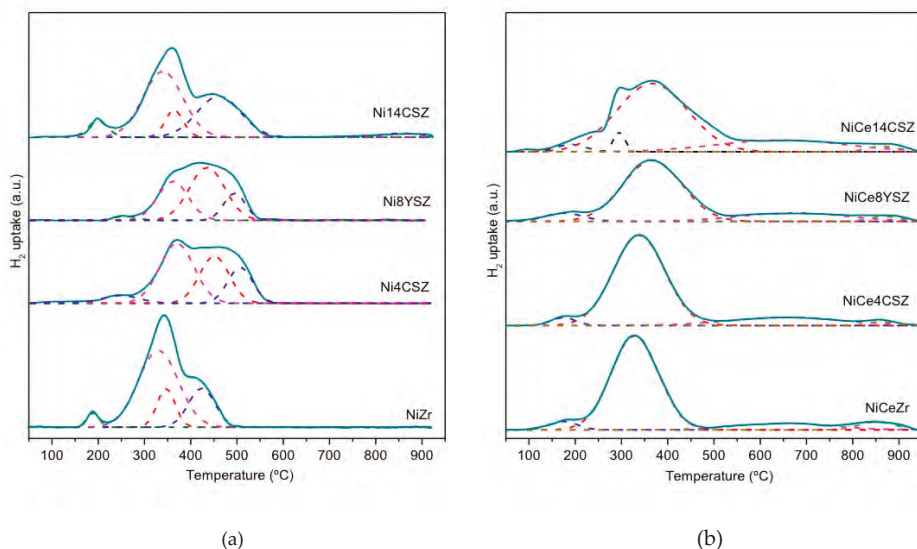 H2 uptake (a.u.)
Ni14CSZ
Ni8YSZ
Ni4CSZ
NiZr
100 200 300 400 500 600 700 800 900
Temperature (ºC)
(a)
H2 uptake (a.u.)
NiCe14CSZ
NiCe8YSZ
NiCe4CSZ
NiCeZr
100 200 300 400 500 600 700 800 900
Temperature (ºC)
(b)